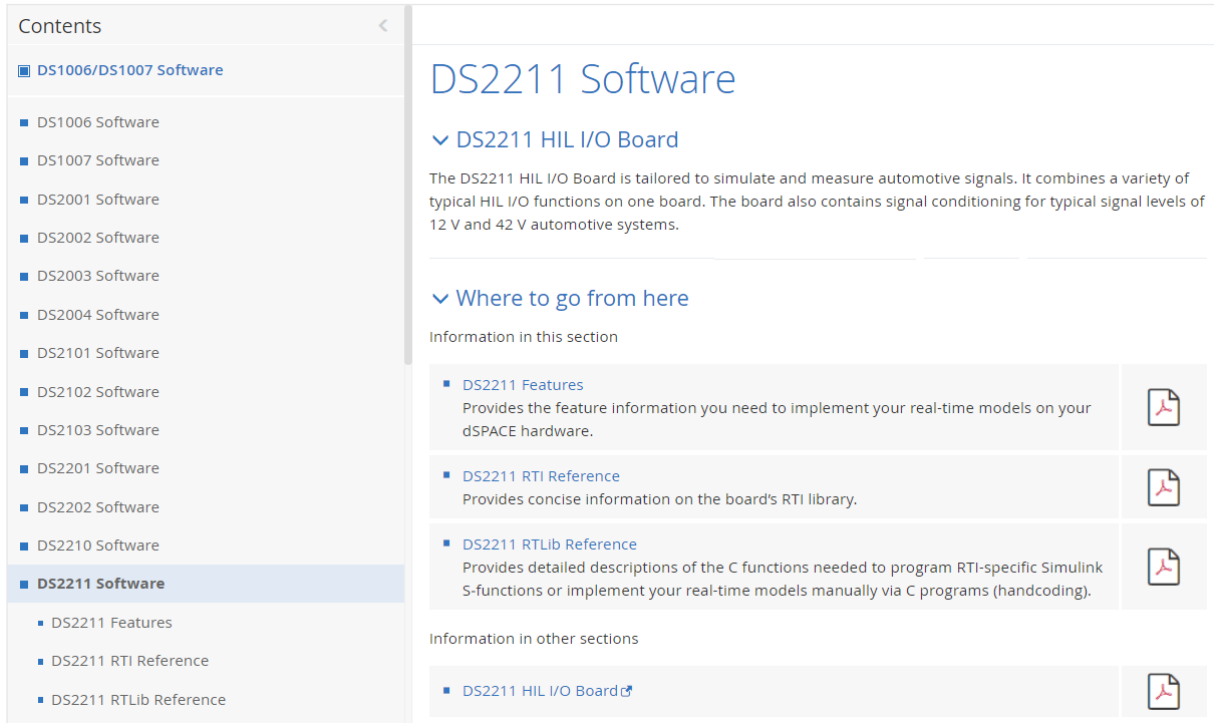 Contents
DS1006/DS1007 Software
DS1006 Software
DS1007 Software
DS2001 Software
DS2002 Software
DS2003 Software
DS2004 Software
DS2101 Software
DS2102 Software
DS2103 Software
DS2201 Software
DS2202 Software
DS2210 Software
DS2211 Software
DS2211 Features
DS2211 RTI Reference
DS2211 RTLib Reference
DS2211 Software
DS2211 HIL I/O Board
The DS2211 HIL I/O Board is tailored to simulate and measure automotive signals. It combines a variety of
typical HIL I/O functions on one board. The board also contains signal conditioning for typical signal levels of
12 V and 42 V automotive systems.
Where to go from here
Information in this section
DS2211 Features
Provides the feature information you need to implement your real-time models on your
dSPACE hardware.
DS2211 RTI Reference
Provides concise information on the board's RTI library.
DS2211 RTLib Reference
Provides detailed descriptions of the C functions needed to program RTI-specific Simulink
S-functions or implement your real-time models manually via C programs (handcoding).
Information in other sections
DS2211 HIL I/O Board